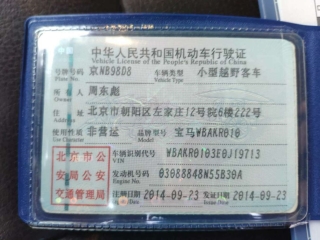 中华人民共和国机动车行驶证
Vehicle License of the People's Republic of China
号牌号码 京NB98D8 车辆类型 小型越野客车
Plate No. Vehicle Type
所有人 周东彪
Owner
住址 北京市朝阳区左家庄12号院6楼222号
Address
使用性质 非营运 品牌型号 宝马WBAKR010
Use Character Model
北京市公安局公安交通管理局
车辆识别代号 WBAKR0103E0J19713
VIN
发动机号码 03088848N55B30A
Engine No.
注册日期 2014-09-23 发证日期 2014-09-23
Register Date Issue Date